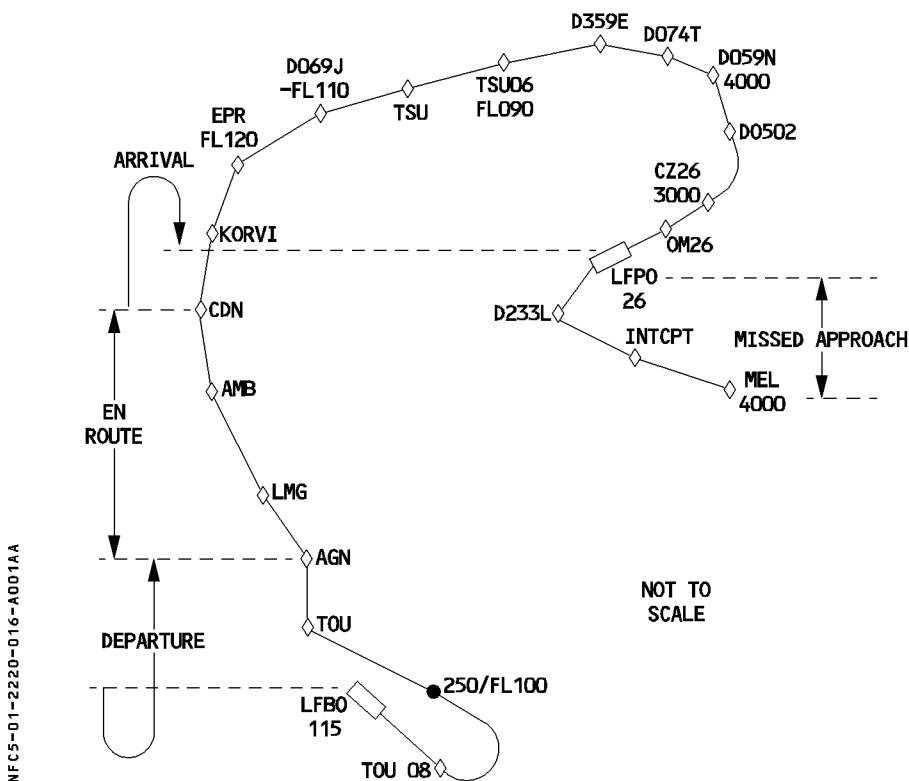 D359E
D074T
D069J
-FL110
D059N
4000
TSU06
FL090
TSU
EPR
FL120
D0502
ARRIVAL
CZ26
3000
KORVI
OM26
LFPO
26
CDN
D233L
INTCPT
MISSED APPROACH
MEL
4000
AMB
EN
ROUTE
LMG
AGN
NOT TO
SCALE
TOU
DEPARTURE
250/FL100
LFBO
115
TOU 08
NFC5-01-2220-016-A001AA